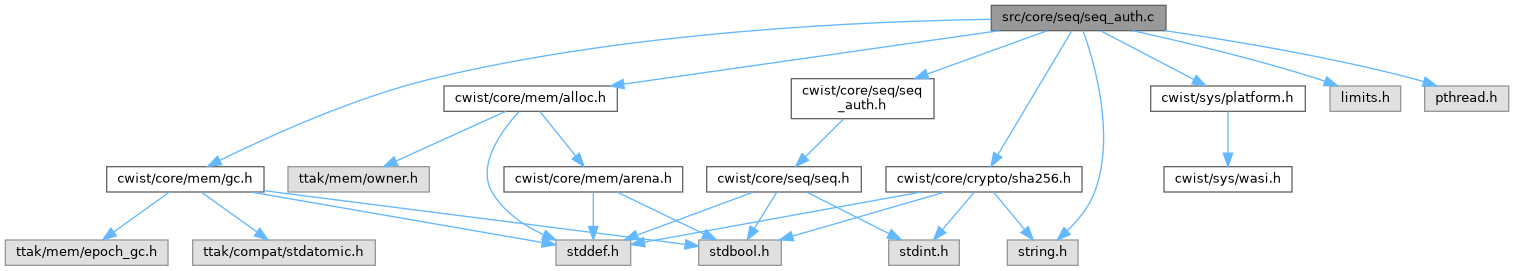 src/core/seq/seq_auth.c
cwist/core/mem/alloc.h
cwist/core/seq/seq
_auth.h
cwist/sys/platform.h
limits.h
pthread.h
cwist/core/mem/gc.h
ttak/mem/owner.h
cwist/core/mem/arena.h
cwist/core/seq/seq.h
cwist/core/crypto/sha256.h
cwist/sys/wasi.h
ttak/mem/epoch_gc.h
ttak/compat/stdatomic.h
stddef.h
stdbool.h
stdint.h
string.h